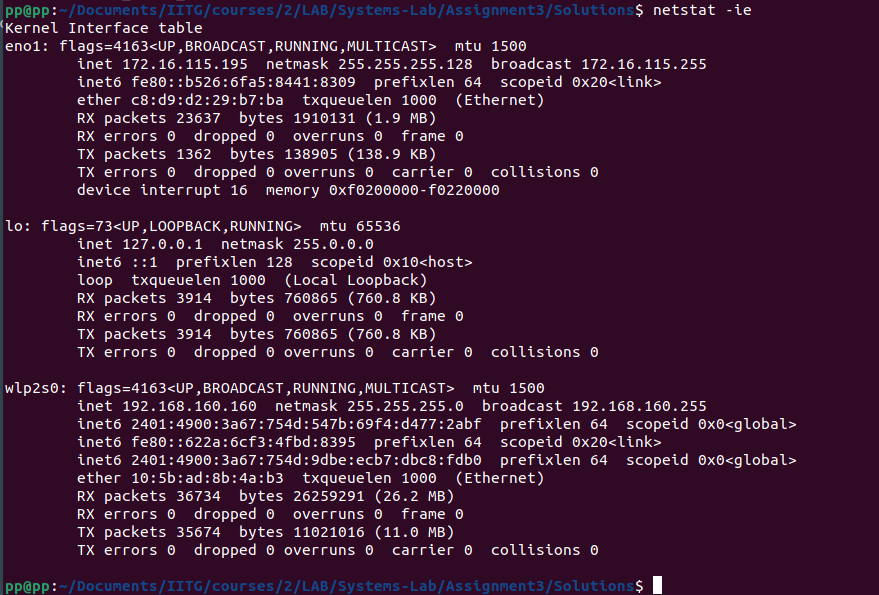 pp@pp:~/Documents/IITG/courses/2/LAB/Systems-Lab/Assignment3/Solutions$ netstat -ie
Kernel Interface table
eno1: flags=4163<UP,BROADCAST,RUNNING,MULTICAST>  mtu 1500
        inet 172.16.115.195  netmask 255.255.255.128  broadcast 172.16.115.255
        inet6 fe80::b526:6fa5:8441:8309  prefixlen 64  scopeid 0x20<link>
        ether c8:d9:d2:29:b7:ba  txqueuelen 1000  (Ethernet)
        RX packets 23637  bytes 1910131 (1.9 MB)
        RX errors 0  dropped 0  overruns 0  frame 0
        TX packets 1362  bytes 138905 (138.9 KB)
        TX errors 0  dropped 0 overruns 0  carrier 0  collisions 0
        device interrupt 16  memory 0xf0200000-f0220000

lo: flags=73<UP,LOOPBACK,RUNNING>  mtu 65536
        inet 127.0.0.1  netmask 255.0.0.0
        inet6 ::1  prefixlen 128  scopeid 0x10<host>
        loop  txqueuelen 1000  (Local Loopback)
        RX packets 3914  bytes 760865 (760.8 KB)
        RX errors 0  dropped 0  overruns 0  frame 0
        TX packets 3914  bytes 760865 (760.8 KB)
        TX errors 0  dropped 0 overruns 0  carrier 0  collisions 0

wlp2s0: flags=4163<UP,BROADCAST,RUNNING,MULTICAST>  mtu 1500
        inet 192.168.160.160  netmask 255.255.255.0  broadcast 192.168.160.255
        inet6 2401:4900:3a67:754d:547b:69f4:d477:2abf  prefixlen 64  scopeid 0x0<global>
        inet6 fe80::622a:6cf3:4fbd:8395  prefixlen 64  scopeid 0x20<link>
        inet6 2401:4900:3a67:754d:9dbe:ecb7:dbc8:fdb0  prefixlen 64  scopeid 0x0<global>
        ether 10:5b:ad:8b:4a:b3  txqueuelen 1000  (Ethernet)
        RX packets 36734  bytes 26259291 (26.2 MB)
        RX errors 0  dropped 0  overruns 0  frame 0
        TX packets 35674  bytes 11021016 (11.0 MB)
        TX errors 0  dropped 0 overruns 0  carrier 0  collisions 0

pp@pp:~/Documents/IITG/courses/2/LAB/Systems-Lab/Assignment3/Solutions$